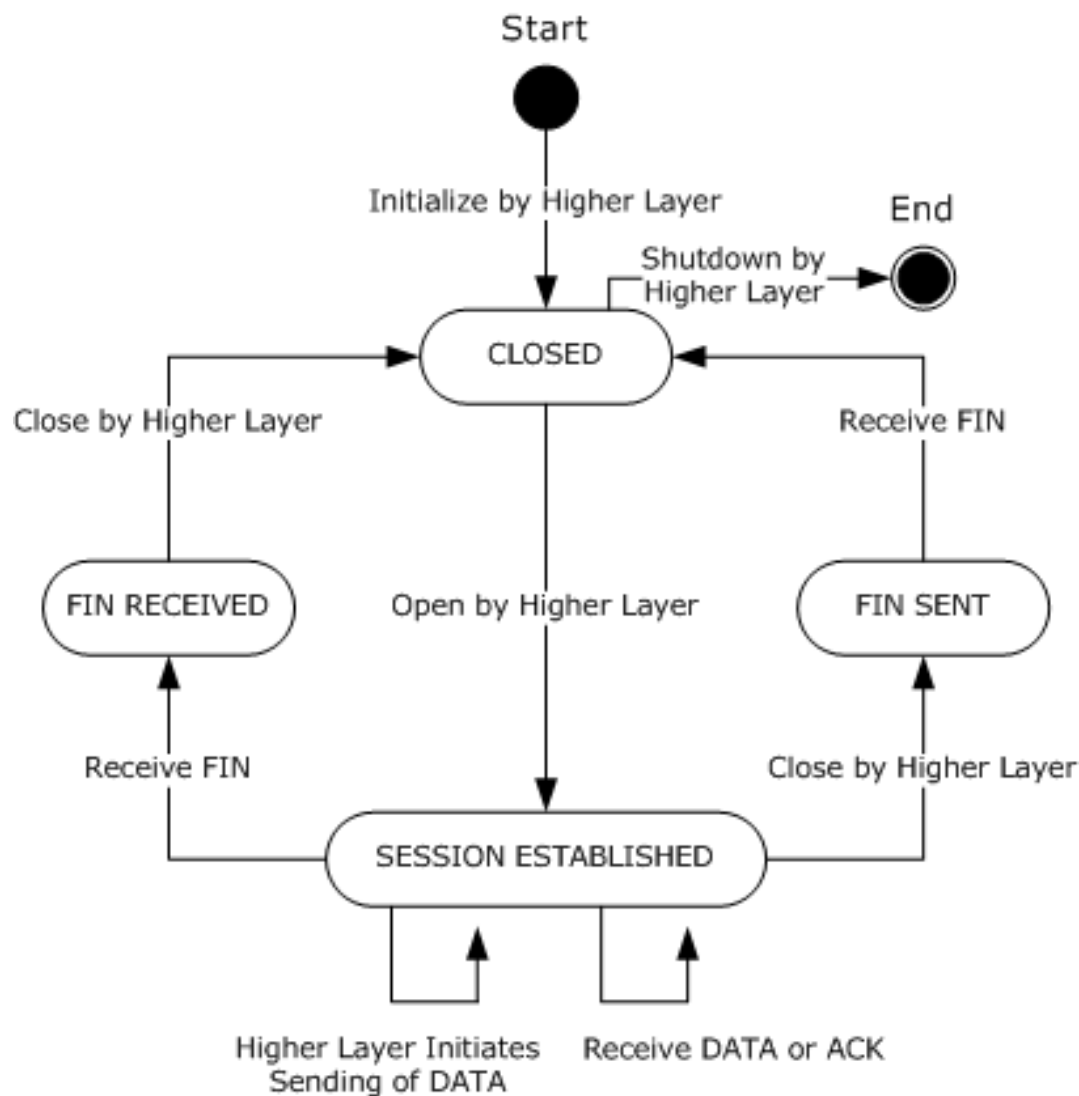 Start
Initialize by Higher Layer
End
Shutdown by
Higher Layer
CLOSED
Close by Higher Layer
Receive FIN
FIN RECEIVED
Open by Higher Layer
FIN SENT
Receive FIN
Close by Higher Layer
SESSION ESTABLISHED
Higher Layer Initiates
Sending of DATA
Receive DATA or ACK